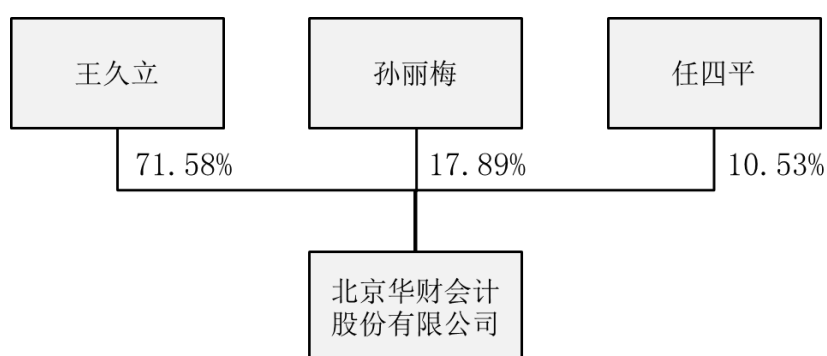 王久立
孙丽梅
任四平
71.58%
17.89%
10.53%
北京华财会计
股份有限公司